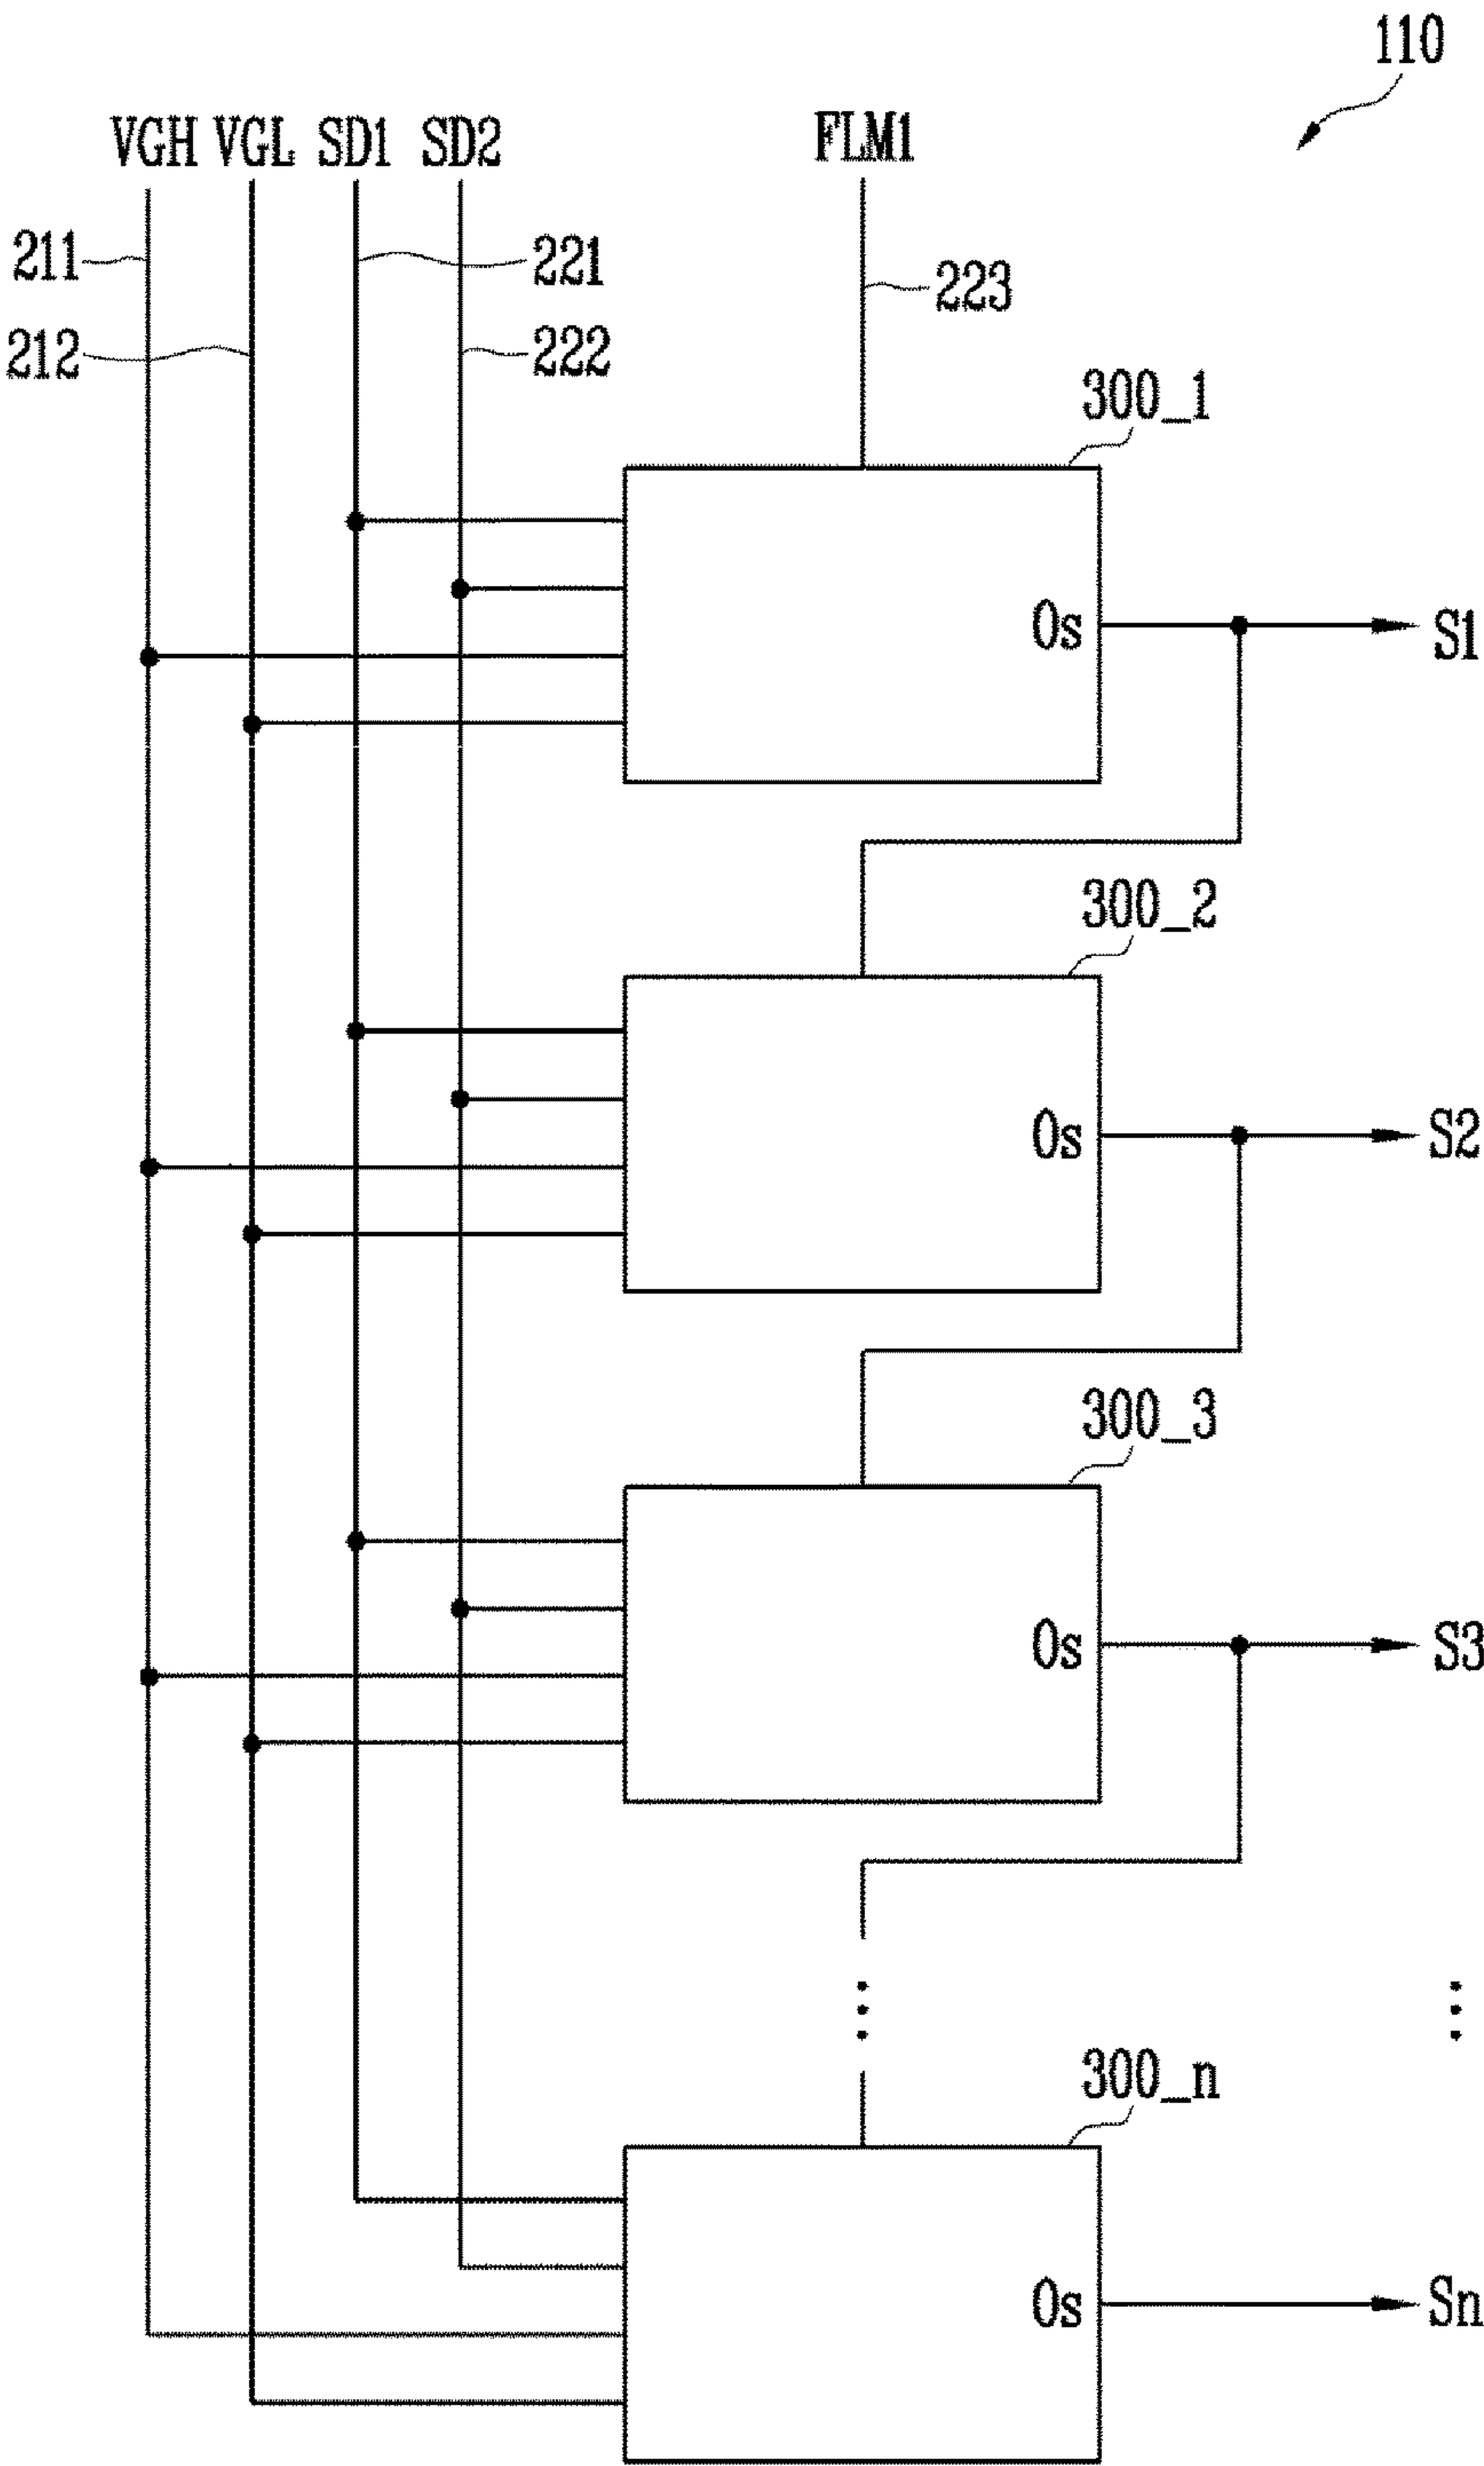 110
VGH VGL SD1 SD2 FLM1
211 221 223
212 222
300_1
Os S1
300_2
Os S2
300_3
Os S3
300_n
Os Sn